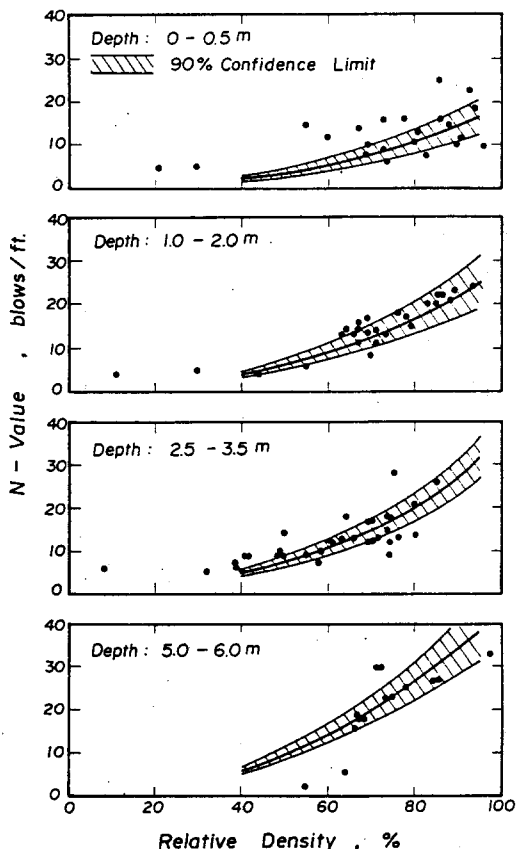 Depth : 0 – 0.5 m
90% Confidence Limit
40
30
20
10
0
Depth : 1.0 – 2.0 m
40
30
20
10
0
Depth : 2.5 – 3.5 m
40
30
20
10
0
Depth : 5.0 – 6.0 m
40
30
20
10
0
0 20 40 60 80 100
N – Value , blows/ft.
Relative Density , %